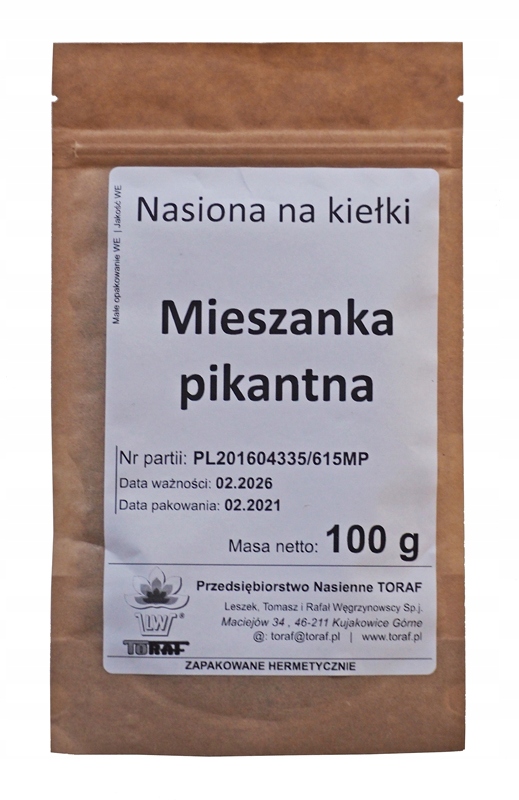 Małe opakowanie WE | Jakość WE
Nasiona na kiełki
Mieszanka
pikantna
Nr partii: PL201604335/615MP
Data ważności: 02.2026
Data pakowania: 02.2021
Masa netto: 100 g
LW®
TORAF
Przedsiębiorstwo Nasienne TORAF
Leszek, Tomasz i Rafał Węgrzynowscy Sp.j.
Maciejów 34 , 46-211 Kujakowice Górne
@: toraf@toraf.pl | www.toraf.pl
ZAPAKOWANE HERMETYCZNIE